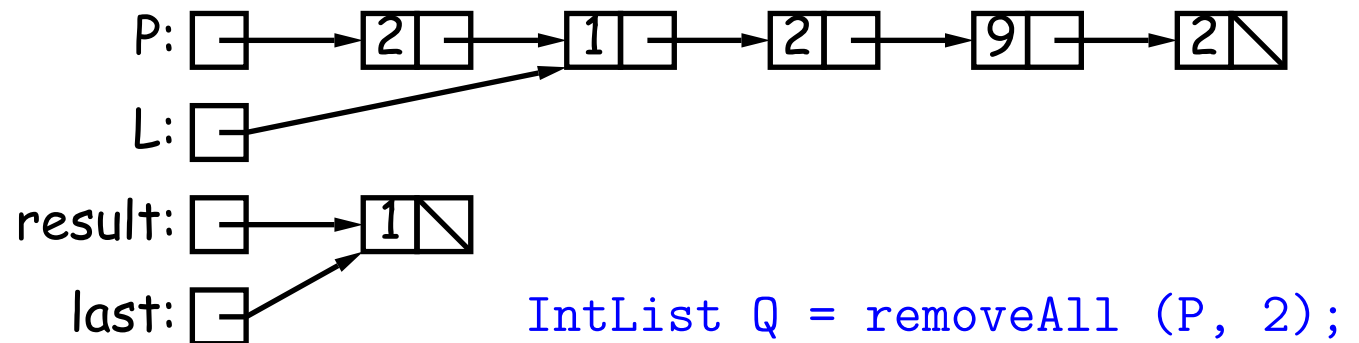 P: 2 1 2 9 2
L:
result: 1
last:
IntList Q = removeAll (P, 2);